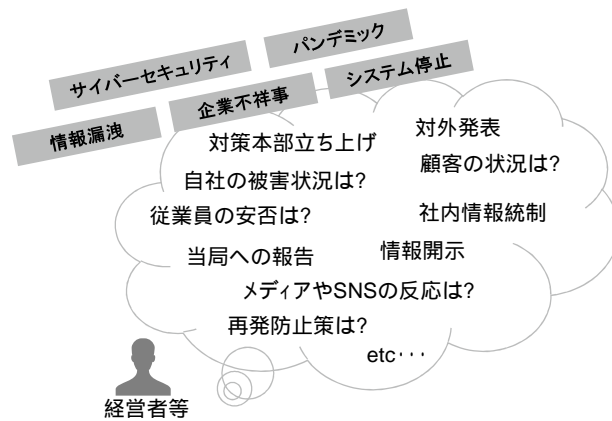 パンデミック
サイバーセキュリティ
システム停止
企業不祥事
情報漏洩
対策本部立ち上げ
対外発表
自社の被害状況は?
顧客の状況は?
従業員の安否は?
社内情報統制
当局への報告
情報開示
メディアやSNSの反応は?
再発防止策は?
etc･･･
経営者等